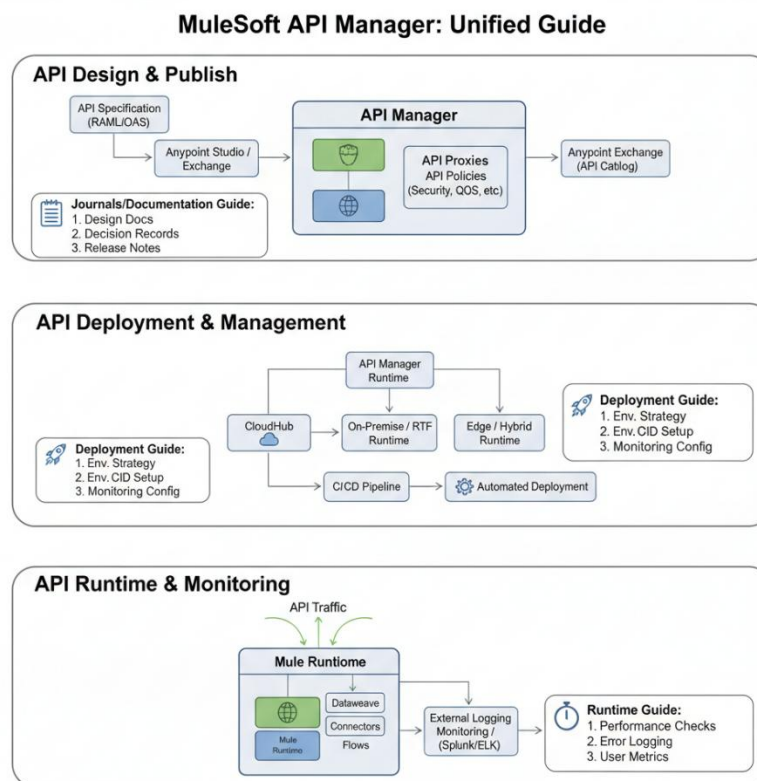 MuleSoft API Manager: Unified Guide
API Design & Publish
API Specification
(RAML/OAS)
Anypoint Studio /
Exchange
API Manager
API Proxies
API Policies
(Security, QOS, etc)
Anypoint Exchange
(API Catlog)
Journals/Documentation Guide:
1. Design Docs
2. Decision Records
3. Release Notes
API Deployment & Management
API Manager
Runtime
CloudHub
On-Premise / RTF
Runtime
Edge / Hybrid
Runtime
Deployment Guide:
1. Env. Strategy
2. Env. CID Setup
3. Monitoring Config
Deployment Guide:
1. Env. Strategy
2. Env. CID Setup
3. Monitoring Config
C/CD Pipeline
Automated Deployment
API Runtime & Monitoring
API Traffic
Mule Runtiome
Mule
Runtime
Dataweave
Connectors
Flows
External Logging
Monitoring /
(Splunk/ELK)
Runtime Guide:
1. Performance Checks
2. Error Logging
3. User Metrics